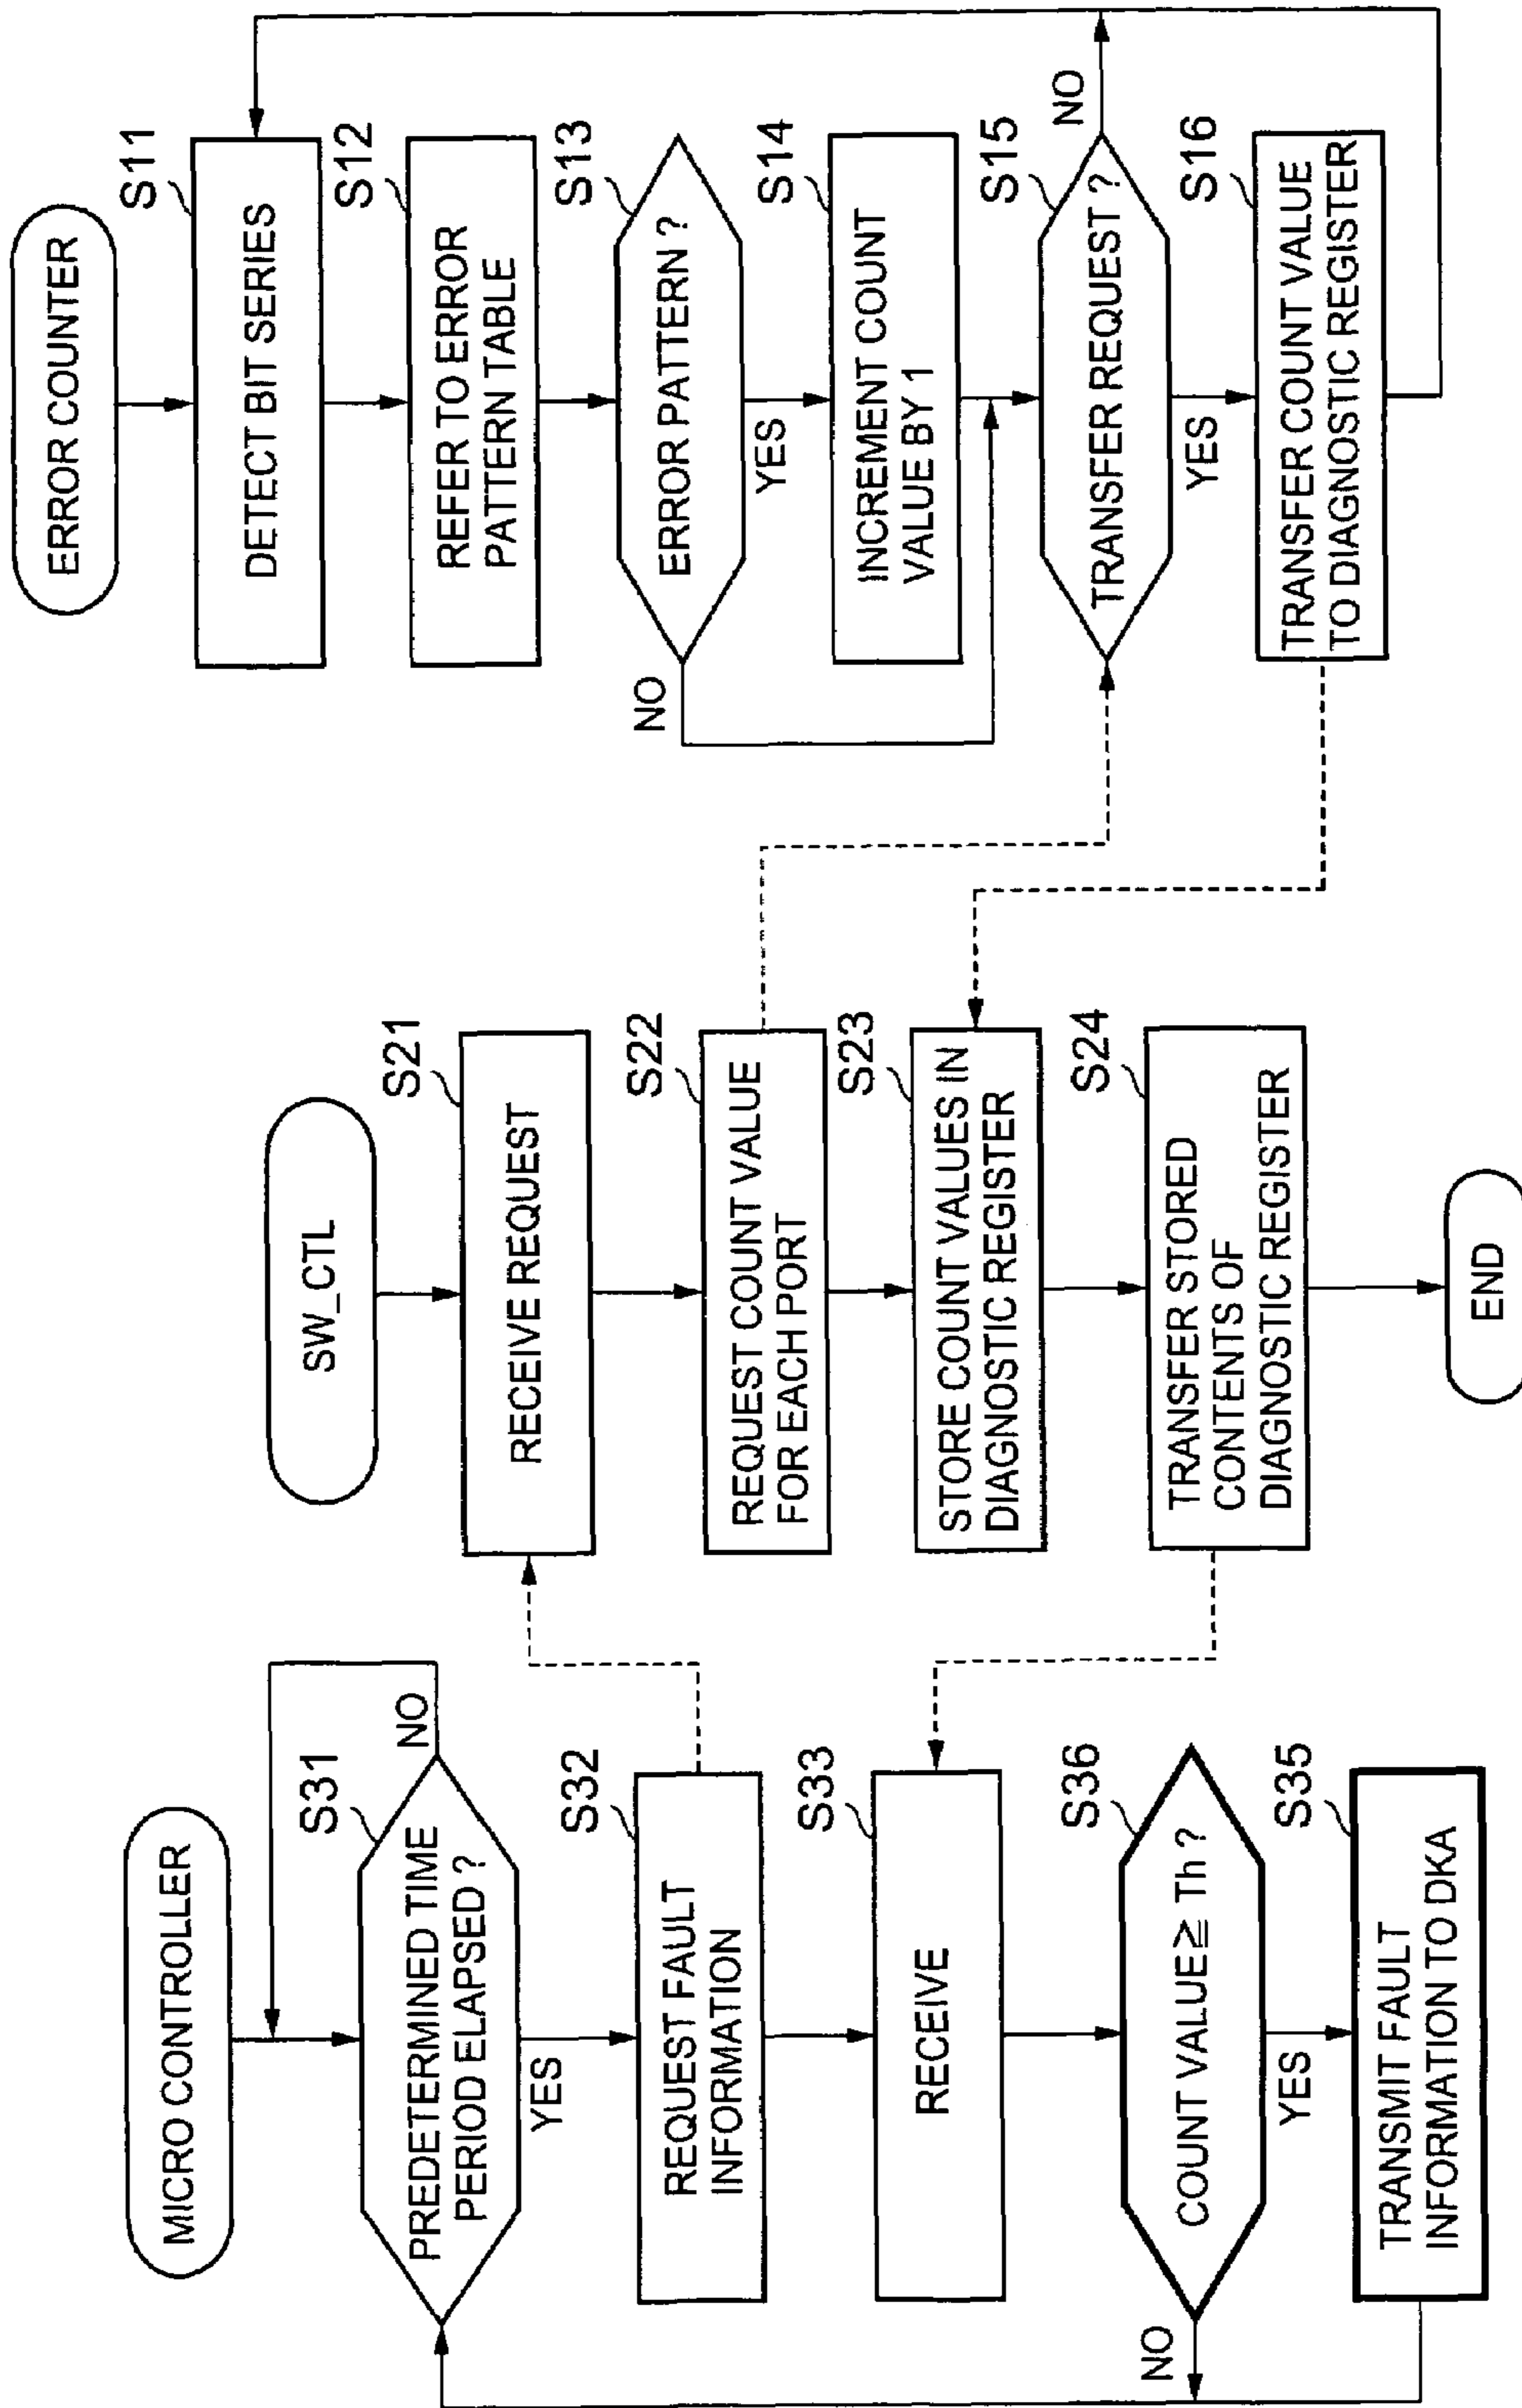 MICRO CONTROLLER
S31
PREDETERMINED TIME
PERIOD ELAPSED ?
NO
YES
S32
REQUEST FAULT
INFORMATION
S33
RECEIVE
S36
COUNT VALUE ≧ Th ?
NO
YES
S35
TRANSMIT FAULT
INFORMATION TO DKA
SW_CTL
S21
RECEIVE REQUEST
S22
REQUEST COUNT VALUE
FOR EACH PORT
S23
STORE COUNT VALUES IN
DIAGNOSTIC REGISTER
S24
TRANSFER STORED
CONTENTS OF
DIAGNOSTIC REGISTER
END
ERROR COUNTER
S11
DETECT BIT SERIES
S12
REFER TO ERROR
PATTERN TABLE
S13
ERROR PATTERN ?
NO
YES
S14
INCREMENT COUNT
VALUE BY 1
S15
TRANSFER REQUEST ?
NO
YES
S16
TRANSFER COUNT VALUE
TO DIAGNOSTIC REGISTER